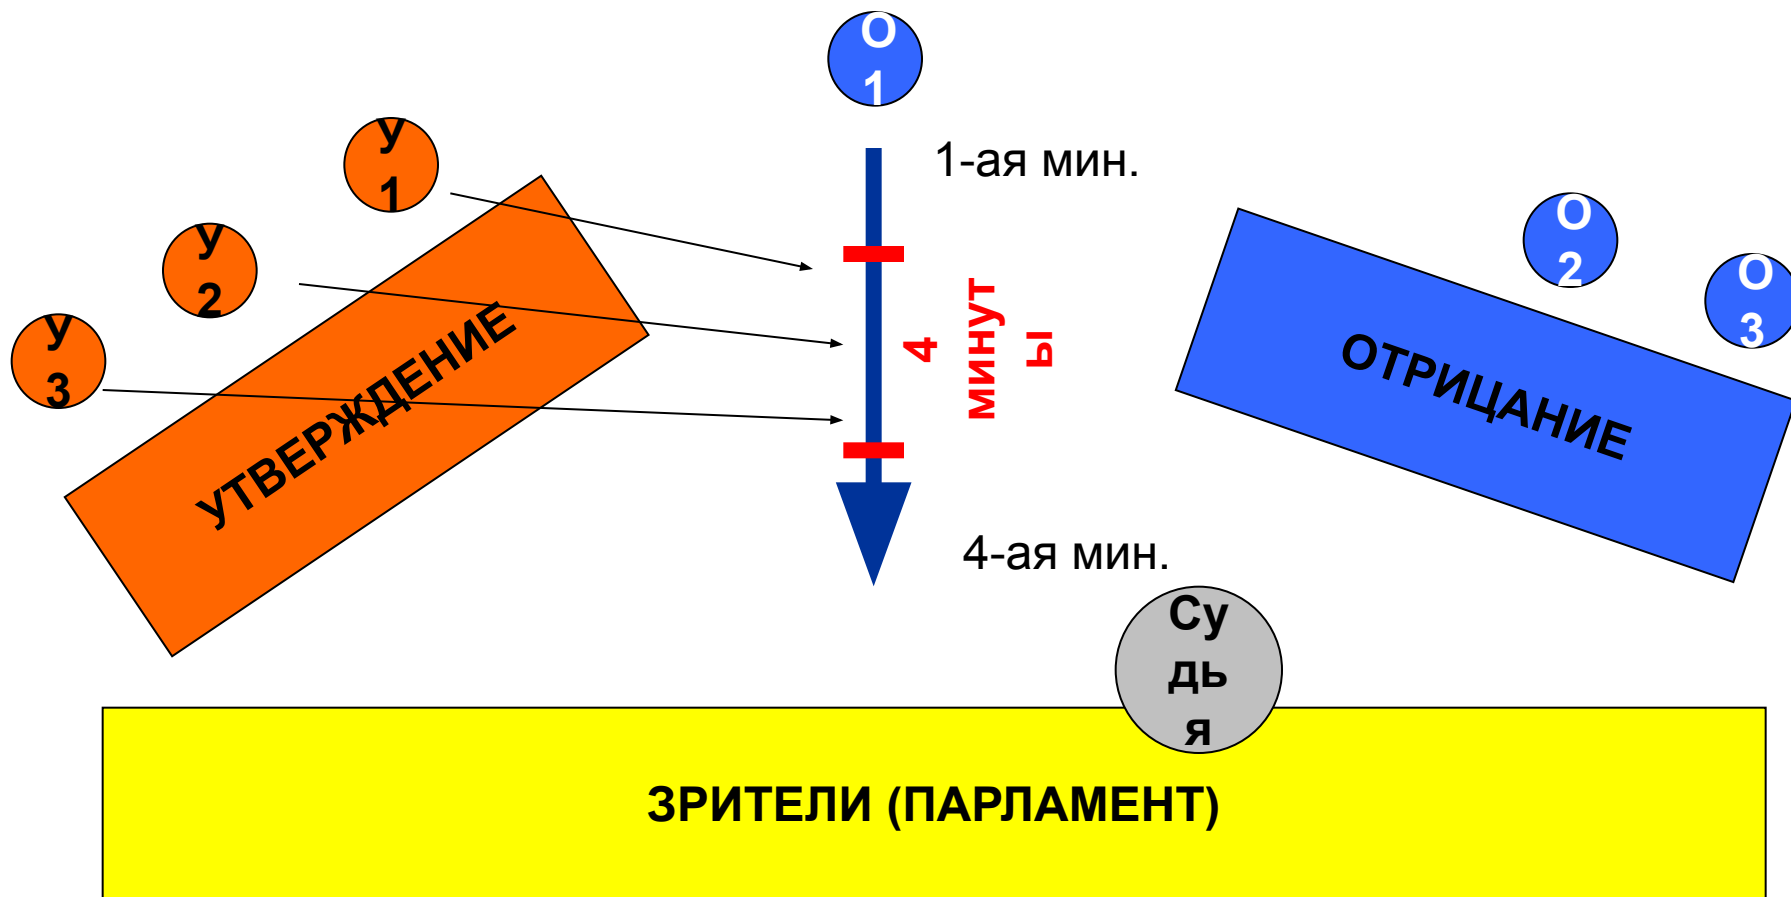 О
1
У
1
1-ая мин.
У
2
О
2
О
3
У
3
4
минут
ы
УТВЕРЖДЕНИЕ
ОТРИЦАНИЕ
4-ая мин.
Су
дь
я
ЗРИТЕЛИ (ПАРЛАМЕНТ)